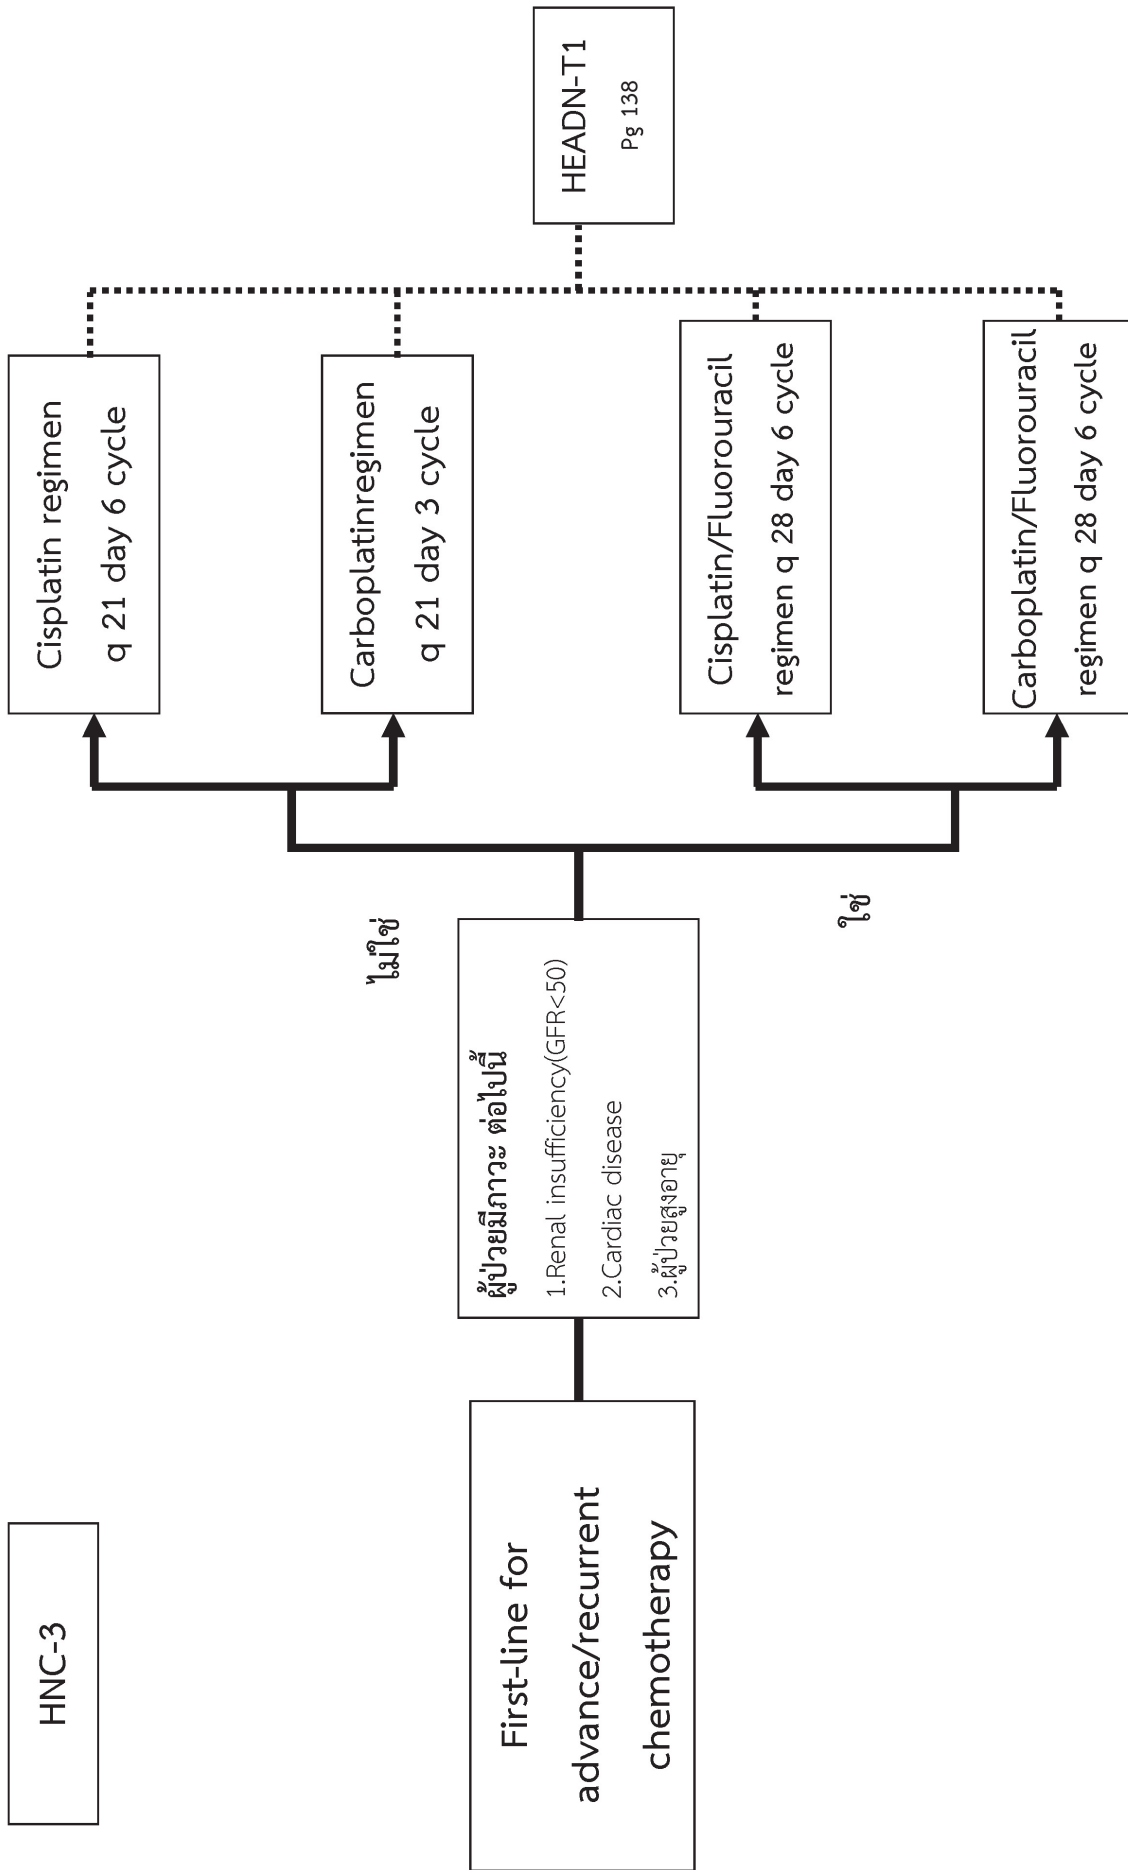 HNC-3
First-line for
advance/recurrent
chemotherapy
ผู้ป่วยมีภาวะ ต่อไปนี้
1.Renal insufficiency(GFR<50)
2.Cardiac disease
3.ผู้ป่วยสูงอายุ
ไม่ใช่
ใช่
Cisplatin regimen
q 21 day 6 cycle
Carboplatinregimen
q 21 day 3 cycle
Cisplatin/Fluorouracil
regimen q 28 day 6 cycle
Carboplatin/Fluorouracil
regimen q 28 day 6 cycle
HEADN-T1
Pg 138